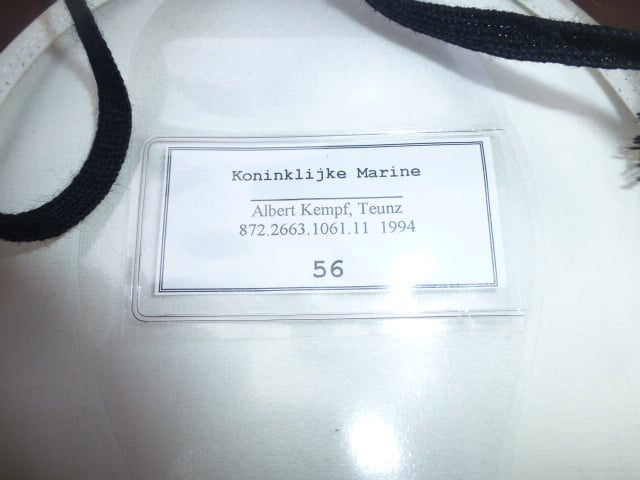 Koninklijke Marine
Albert Kempf, Teunz
872.2663.1061.11 1994
56